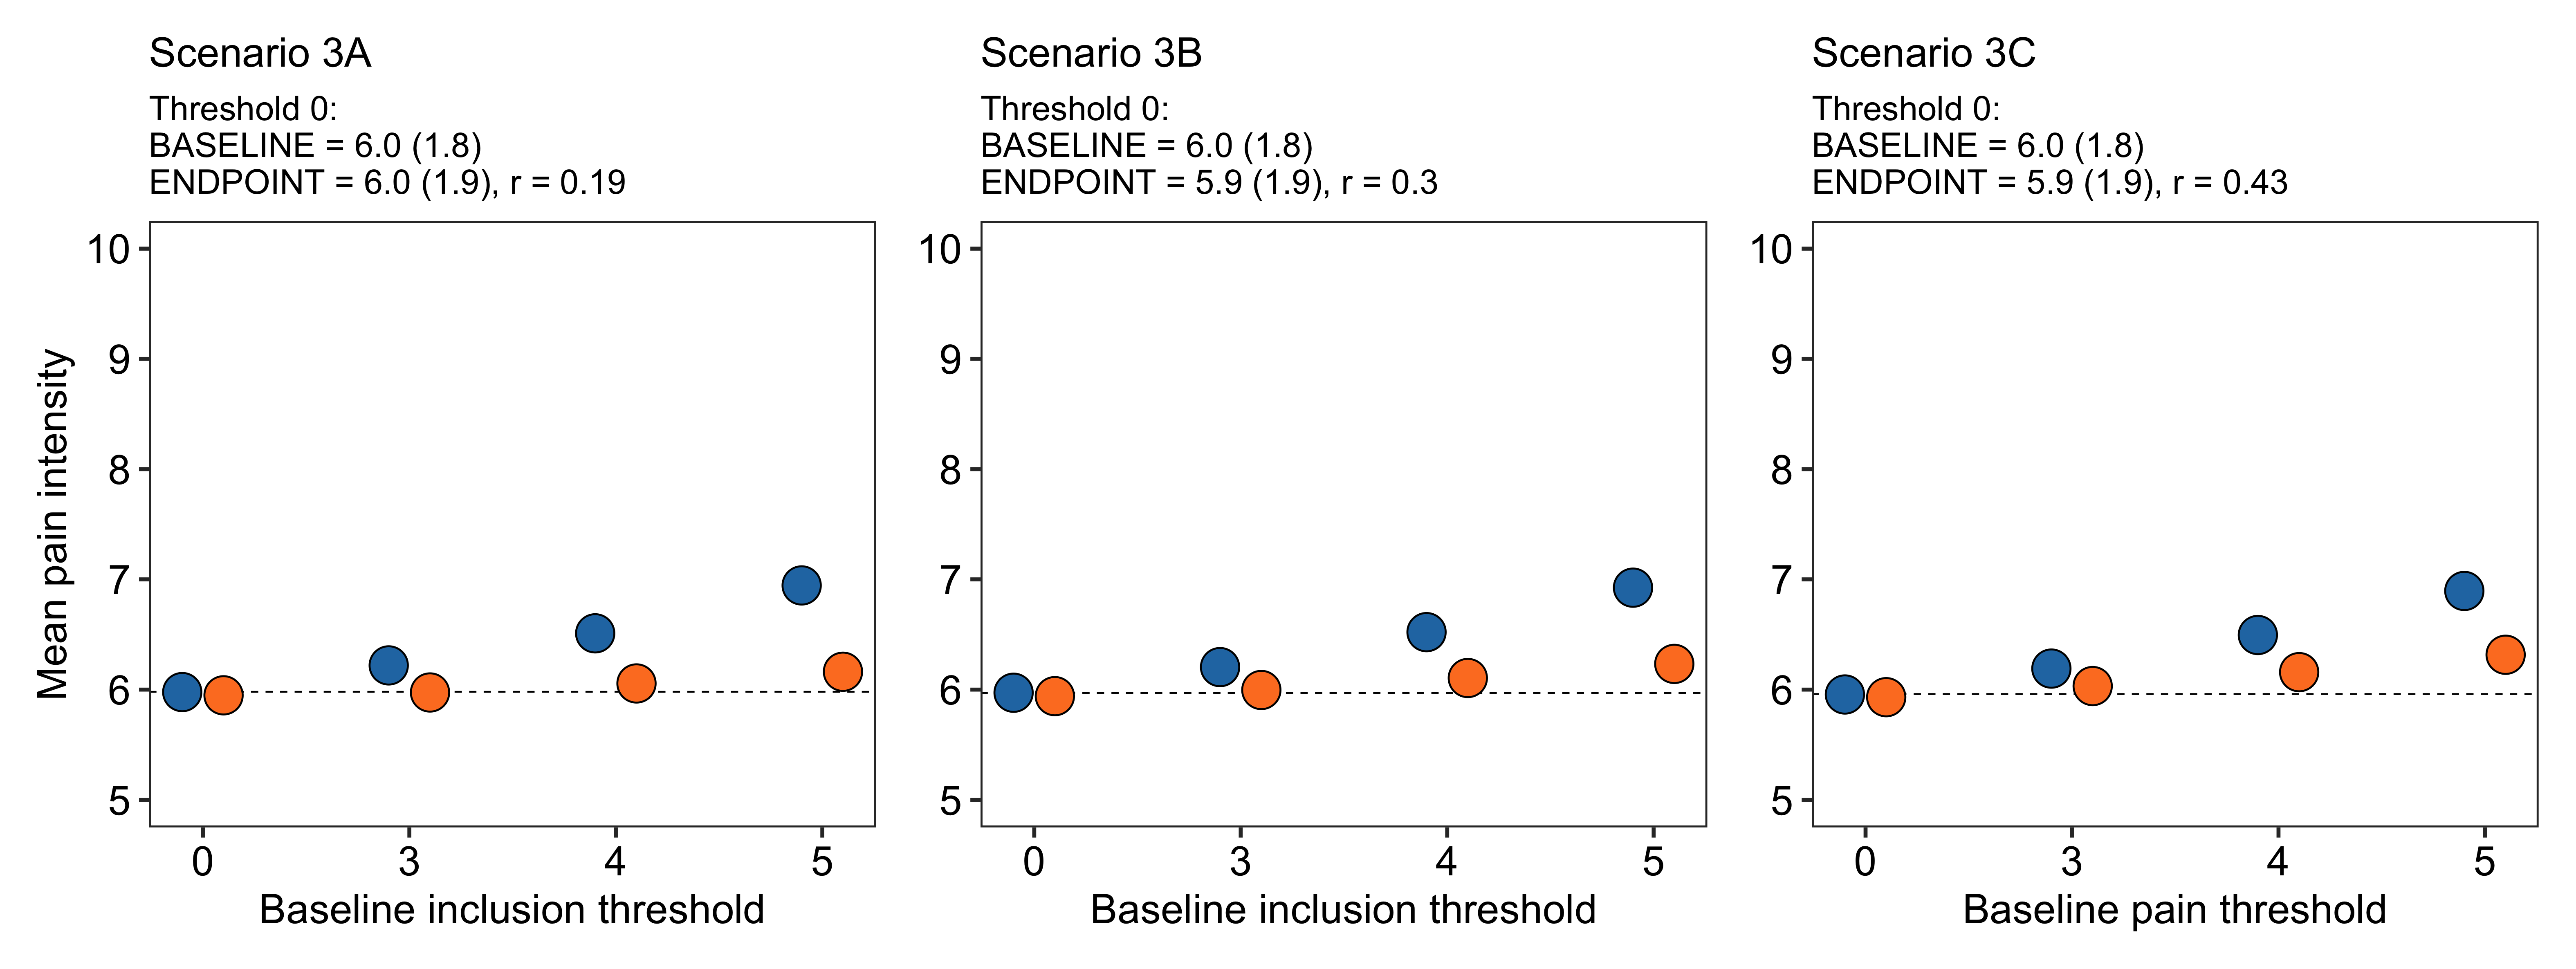 Scenario 3A
Threshold 0:
BASELINE = 6.0 (1.8)
ENDPOINT = 6.0 (1.9), r = 0.19
Scenario 3B
Threshold 0:
BASELINE = 6.0 (1.8)
ENDPOINT = 5.9 (1.9), r = 0.3
Scenario 3C
Threshold 0:
BASELINE = 6.0 (1.8)
ENDPOINT = 5.9 (1.9), r = 0.43
Mean pain intensity
10
9
8
7
6
5
0 3 4 5
Baseline inclusion threshold
10
9
8
7
6
5
0 3 4 5
Baseline inclusion threshold
10
9
8
7
6
5
0 3 4 5
Baseline pain threshold